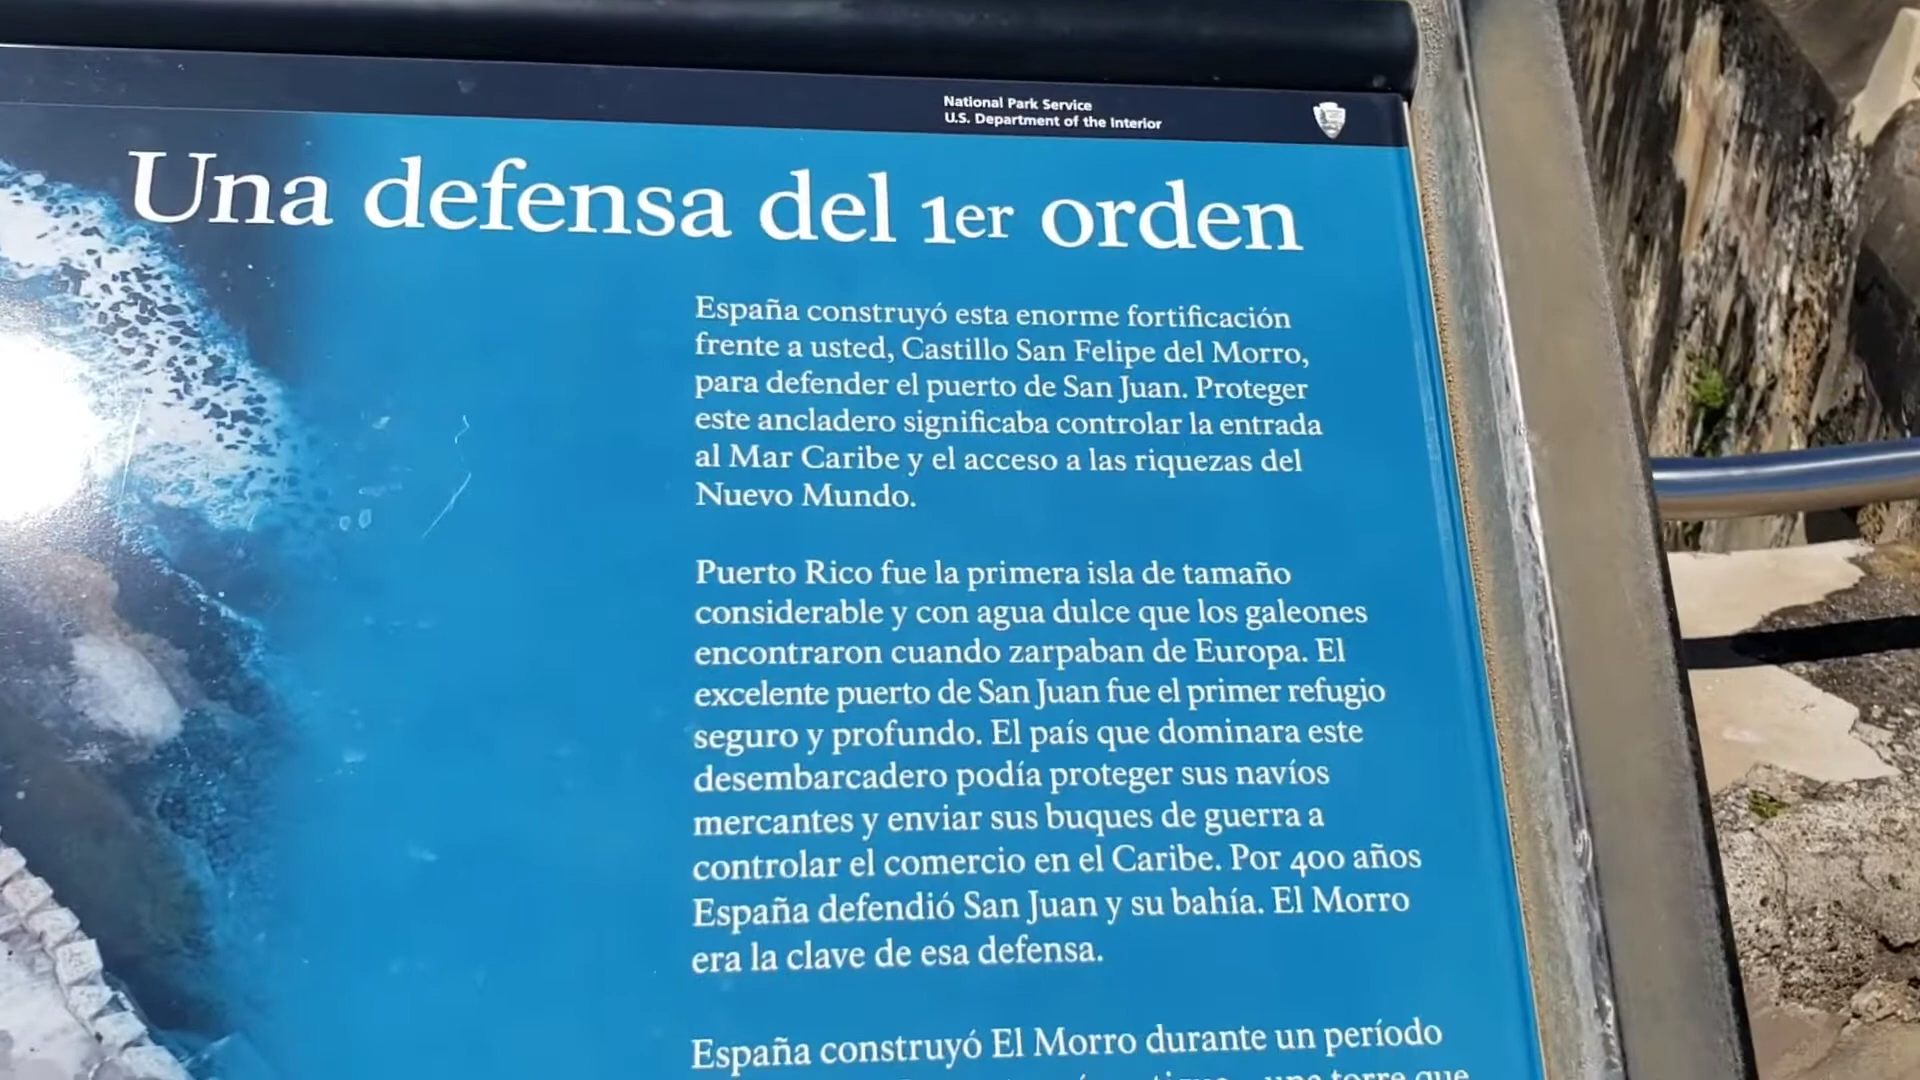 National Park Service
U.S. Department of the Interior
Una defensa del 1er orden
España construyó esta enorme fortificación
frente a usted, Castillo San Felipe del Morro,
para defender el puerto de San Juan. Proteger
este ancladero significaba controlar la entrada
al Mar Caribe y el acceso a las riquezas del
Nuevo Mundo.
Puerto Rico fue la primera isla de tamaño
considerable y con agua dulce que los galeones
encontraron cuando zarpaban de Europa. El
excelente puerto de San Juan fue el primer refugio
seguro y profundo. El país que dominara este
desembarcadero podía proteger sus navíos
mercantes y enviar sus buques de guerra a
controlar el comercio en el Caribe. Por 400 años
España defendió San Juan y su bahía. El Morro
era la clave de esa defensa.
España construyó El Morro durante un período
una torre que